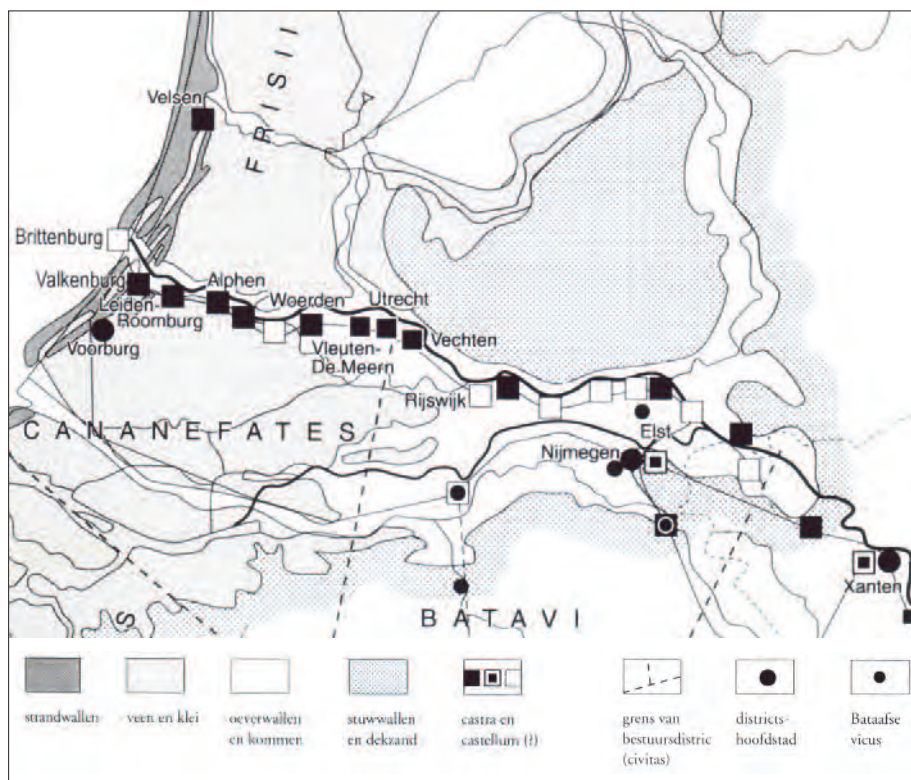 FRISII
Velsen
Brittenburg
Valkenburg
Alphen
Leiden-
Roomburg
Woerden
Utrecht
Voorburg
Vleuten-
De Meern
Vechten
Rijswijk
CANANEFATES
Elst
Nijmegen
Xanten
S
BATAVI
strandwallen
veen en klei
oeverwallen
en kommen
stuwwallen
en dekzand
castra en
castellum (?)
grens van
bestuursdistric
(civitas)
districts-
hoofdstad
Bataafse
vicus